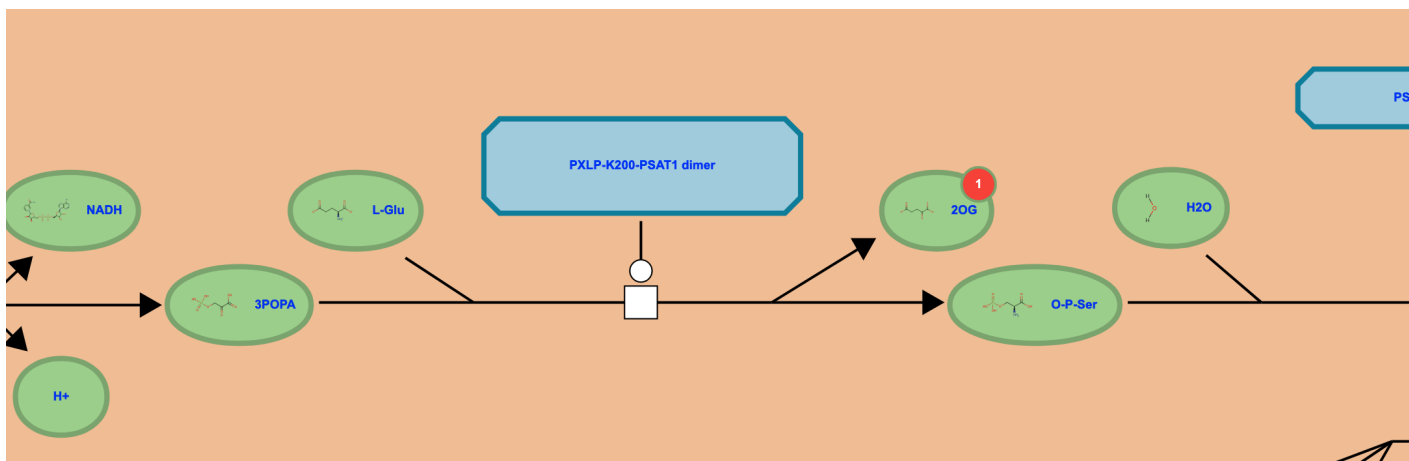 PS
PXLP-K200-PSAT1 dimer
NADH
L-Glu
2OG
1
H2O
3POPA
O-P-Ser
H+